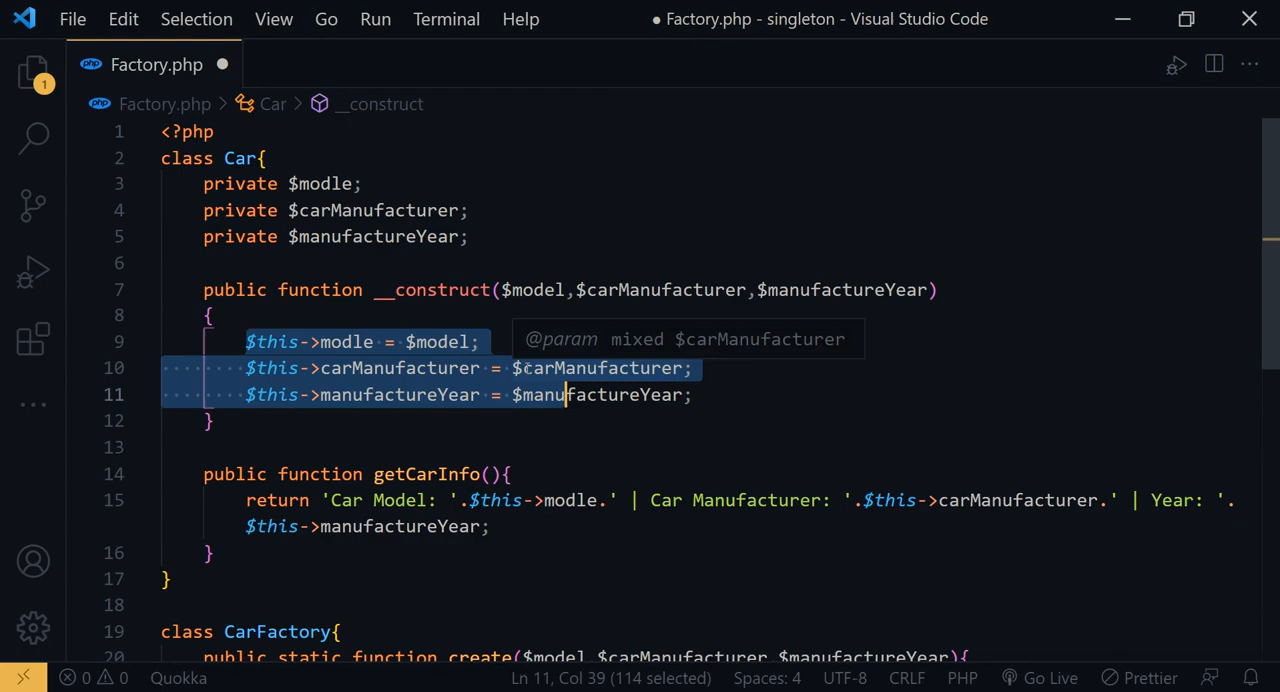 File Edit Selection View Go Run Terminal Help ● Factory.php - singleton - Visual Studio Code
php Factory.php ●
php Factory.php > Car > __construct
1
1 <?php
2 class Car{
3 private $modle;
4 private $carManufacturer;
5 private $manufactureYear;
6
7 public function __construct($model,$carManufacturer,$manufactureYear)
8 {
9 $this->modle = $model;
@param mixed $carManufacturer
10 $this->carManufacturer = $carManufacturer;
11 $this->manufactureYear = $manufactureYear;
12 }
13
14 public function getCarInfo(){
15 return 'Car Model: '.$this->modle.' | Car Manufacturer: '.$this->carManufacturer.' | Year: '.
$this->manufactureYear;
16 }
17 }
18
19 class CarFactory{
20 public static function create($model,$carManufacturer,$manufactureYear){
0 0 Quokka Ln 11, Col 39 (114 selected) Spaces: 4 UTF-8 CRLF PHP Go Live Prettier